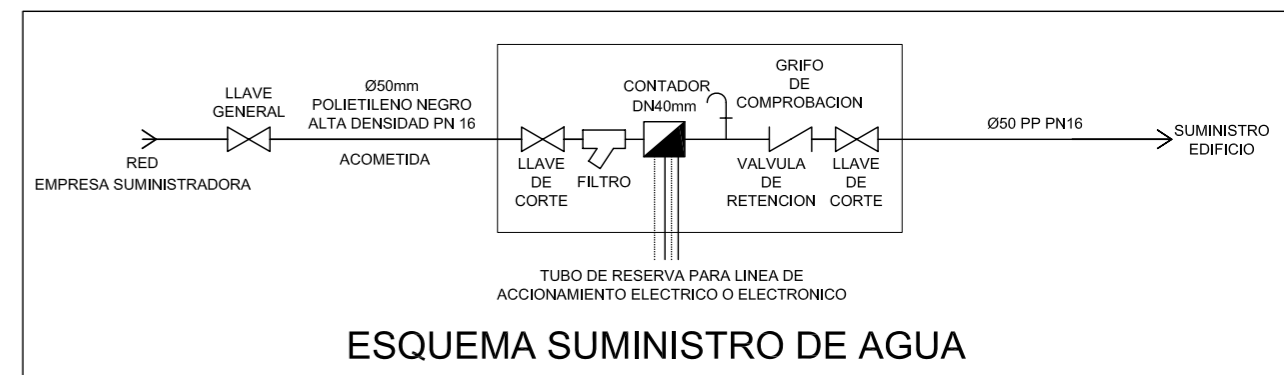 LLAVE
GENERAL
Ø50mm
POLIETILENO NEGRO
ALTA DENSIDAD PN 16
ACOMETIDA
RED
EMPRESA SUMINISTRADORA
LLAVE
DE
CORTE
FILTRO
CONTADOR
DN40mm
GRIFO
DE
COMPROBACION
VALVULA
DE
RETENCION
LLAVE
DE
CORTE
Ø50 PP PN16
SUMINISTRO
EDIFICIO
TUBO DE RESERVA PARA LINEA DE
ACCIONAMIENTO ELECTRICO O ELECTRONICO
ESQUEMA SUMINISTRO DE AGUA